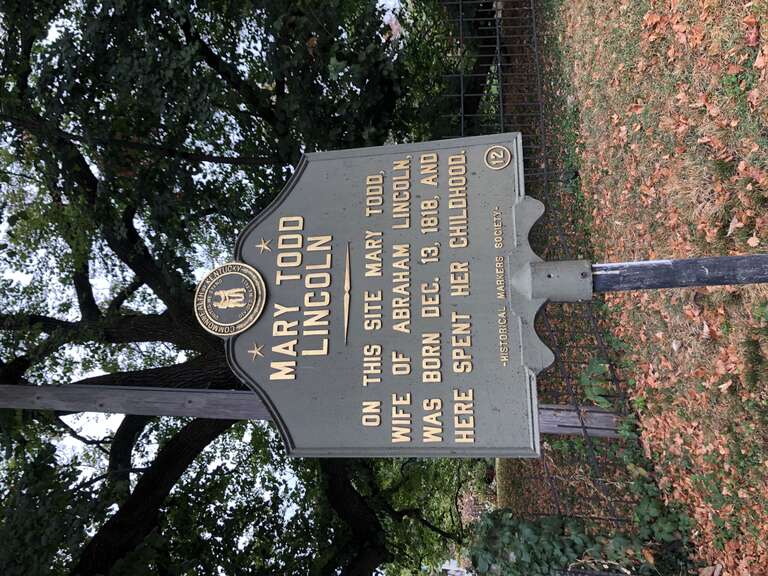 COMMONWEALTH KENTUCKY
MARY TODD
LINCOLN
ON THIS SITE MARY TODD,
WIFE OF ABRAHAM LINCOLN,
WAS BORN DEC. 13, 1818, AND
HERE SPENT HER CHILDHOOD.
-HISTORICAL MARKERS SOCIETY-
12